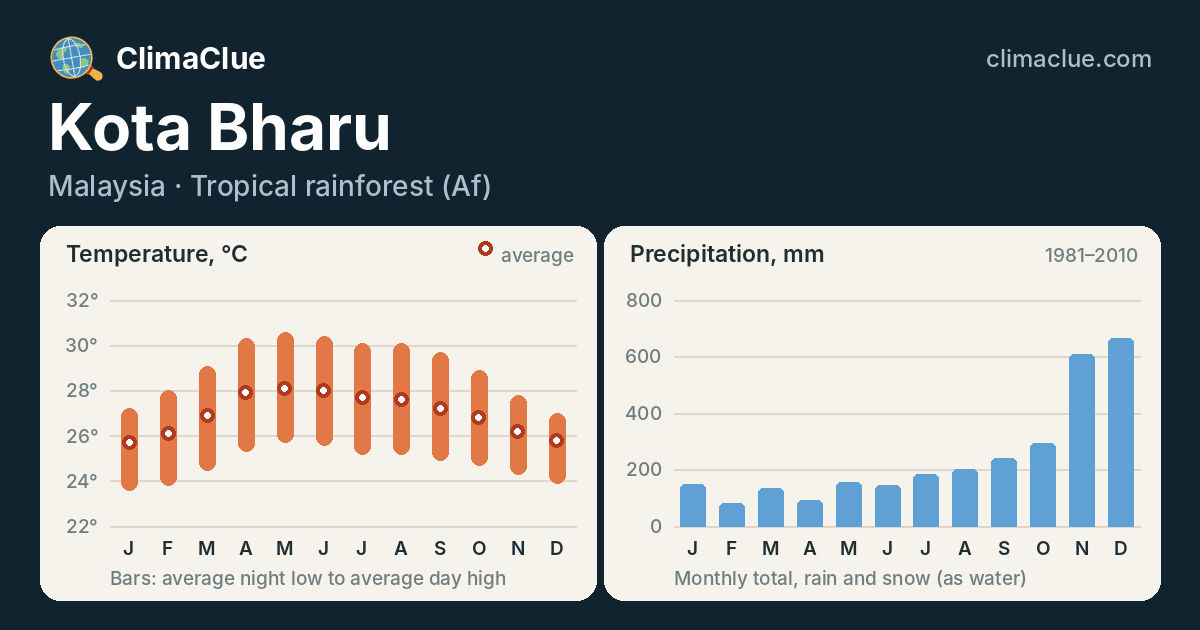 ClimaClue
climaclue.com
Kota Bharu
Malaysia · Tropical rainforest (Af)
Temperature, °C
average
32°
30°
28°
26°
24°
22°
J F M A M J J A S O N D
Bars: average night low to average day high
Precipitation, mm
1981–2010
800
600
400
200
0
J F M A M J J A S O N D
Monthly total, rain and snow (as water)